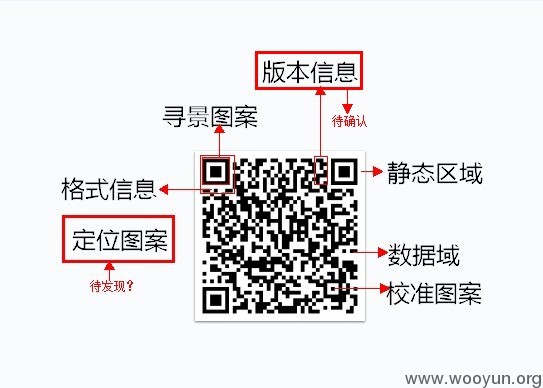 版本信息
待确认
寻景图案
格式信息
静态区域
定位图案
待发现?
数据域
校准图案
www.wooyun.org